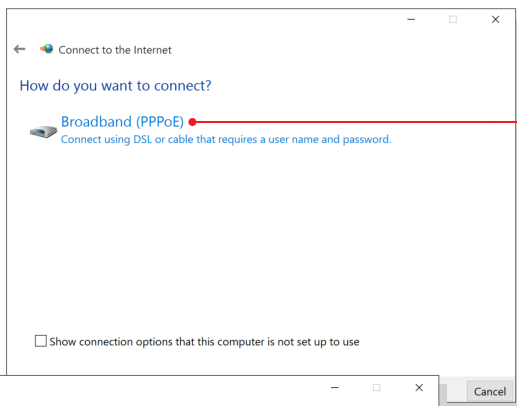 Connect to the Internet
How do you want to connect?
Broadband (PPPoE)
Connect using DSL or cable that requires a user name and password.
Show connection options that this computer is not set up to use
Cancel